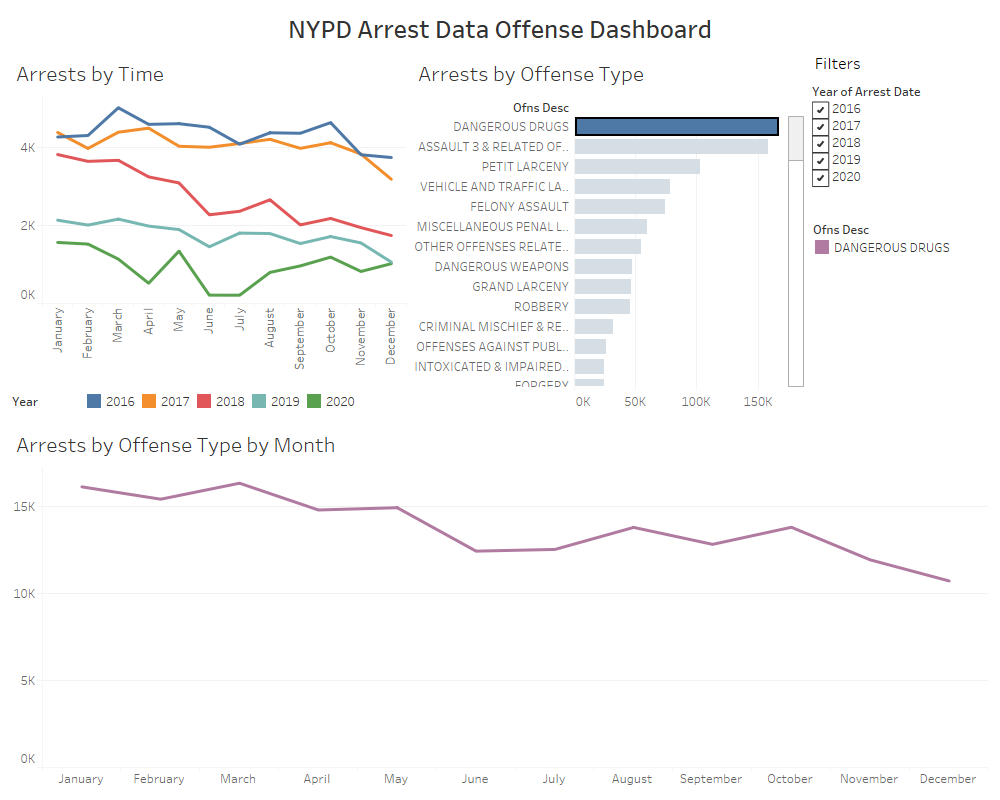 NYPD Arrest Data Offense Dashboard
Arrests by Time
4K
2K
0K
January
February
March
April
May
June
July
August
September
October
November
December
Year
2016
2017
2018
2019
2020
Arrests by Offense Type
Ofns Desc
DANGEROUS DRUGS
ASSAULT 3 & RELATED OF..
PETIT LARCENY
VEHICLE AND TRAFFIC LA..
FELONY ASSAULT
MISCELLANEOUS PENAL L..
OTHER OFFENSES RELATE..
DANGEROUS WEAPONS
GRAND LARCENY
ROBBERY
CRIMINAL MISCHIEF & RE..
OFFENSES AGAINST PUBL..
INTOXICATED & IMPAIRED..
FORGERY
0K
50K
100K
150K
Filters
Year of Arrest Date
2016
2017
2018
2019
2020
Ofns Desc
DANGEROUS DRUGS
Arrests by Offense Type by Month
15K
10K
5K
0K
January
February
March
April
May
June
July
August
September
October
November
December